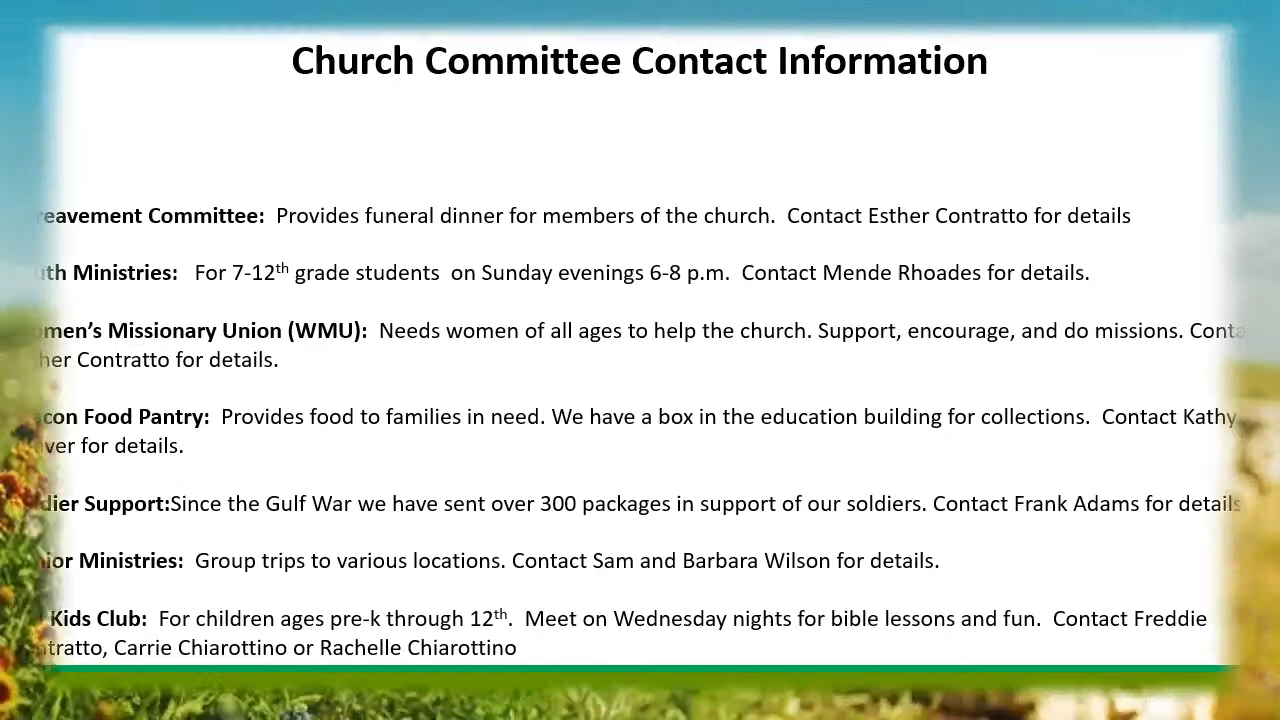 Church Committee Contact Information
reavement Committee: Provides funeral dinner for members of the church. Contact Esther Contratto for details
th Ministries: For 7-12th grade students on Sunday evenings 6-8 p.m. Contact Mende Rhoades for details.
men's Missionary Union (WMU): Needs women of all ages to help the church. Support, encourage, and do missions. Conta
her Contratto for details.
con Food Pantry: Provides food to families in need. We have a box in the education building for collections. Contact Kathy
ver for details.
dier Support:Since the Gulf War we have sent over 300 packages in support of our soldiers. Contact Frank Adams for details
ior Ministries: Group trips to various locations. Contact Sam and Barbara Wilson for details.
Kids Club: For children ages pre-k through 12th. Meet on Wednesday nights for bible lessons and fun. Contact Freddie
tratto, Carrie Chiarottino or Rachelle Chiarottino